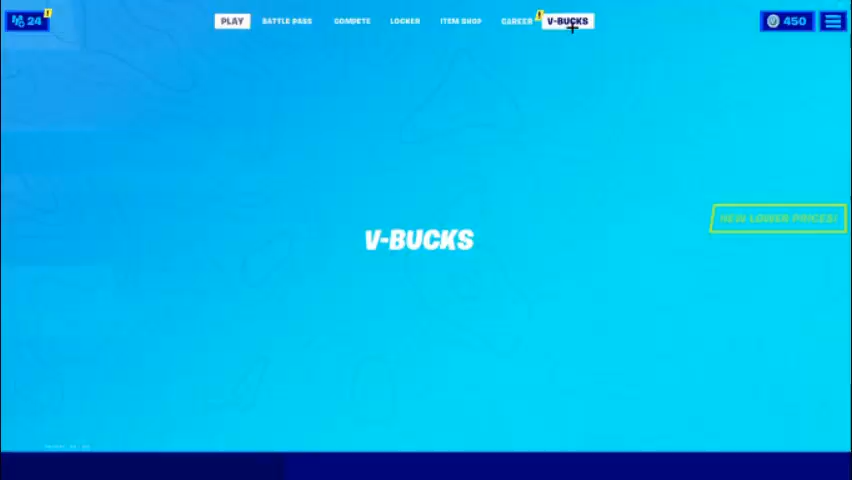 24
PLAY
BATTLE PASS
COMPETE
LOCKER
ITEM SHOP
CAREER
V-BUCKS
450
NEW LOWER PRICES!
V-BUCKS